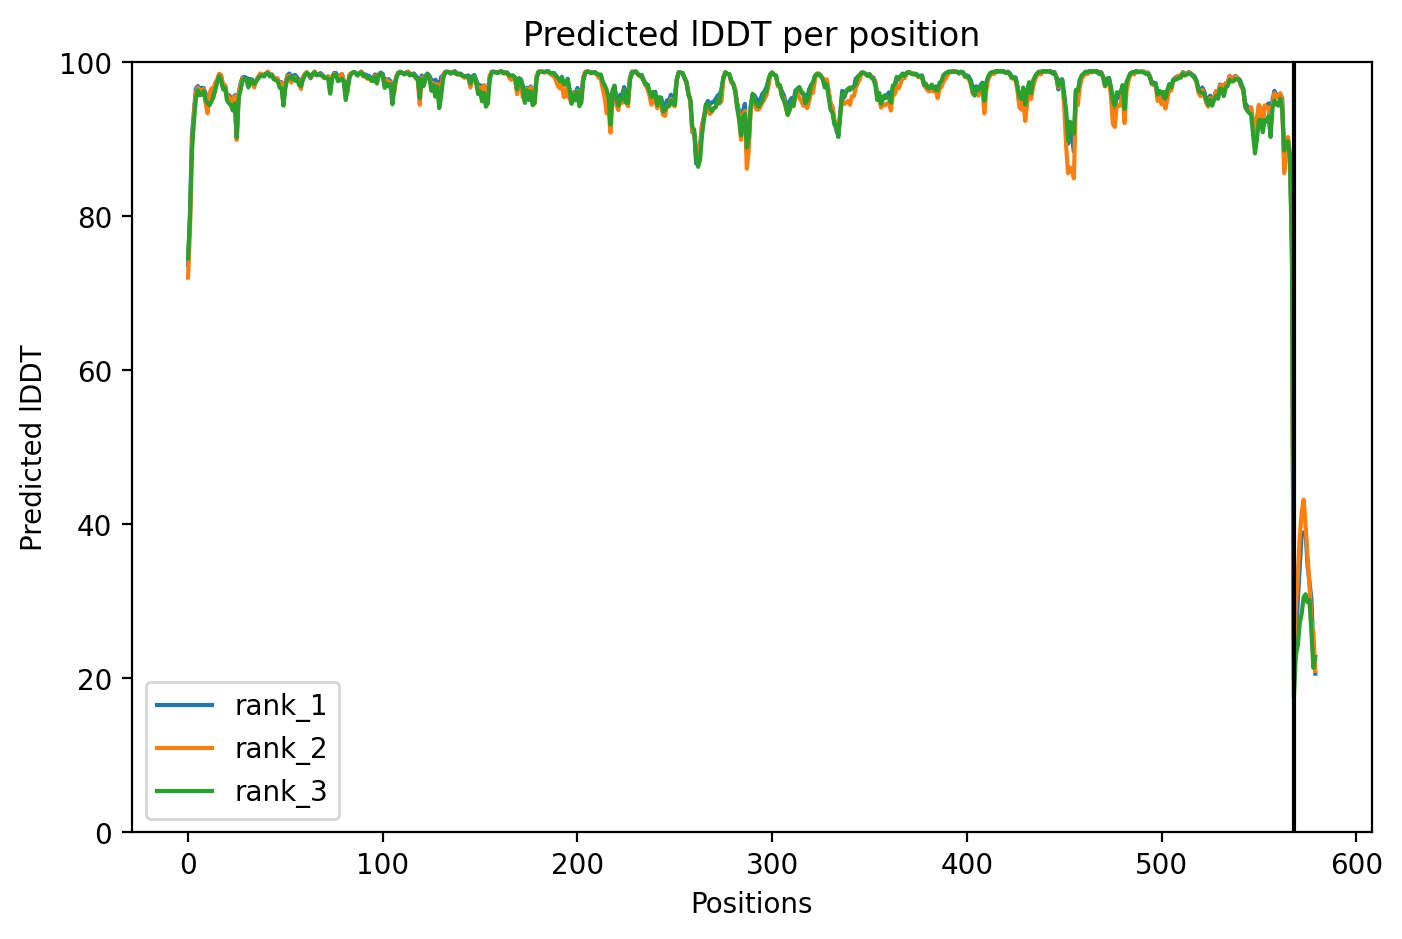 Predicted lDDT per position
100
80
60
40
20
0
Predicted lDDT
rank_1
rank_2
rank_3
0 100 200 300 400 500 600
Positions